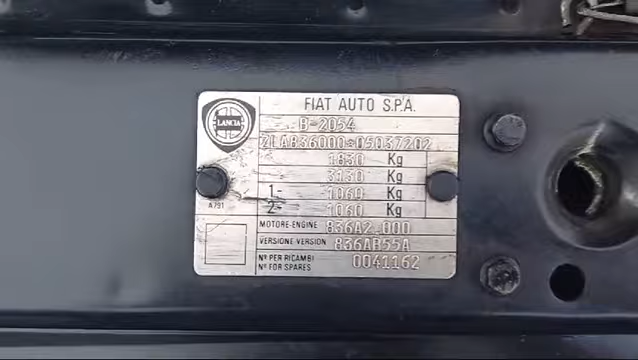 FIAT AUTO S.P.A.
LANCIA
B-2054
ZLA836000*05037202
1830 Kg
3130 Kg
1- 1060 Kg
2- 1060 Kg
A791
MOTORE-ENGINE 836A2.000
VERSIONE VERSION 836AB55A
Nº PER RICAMBI
Nº FOR SPARES 0041162